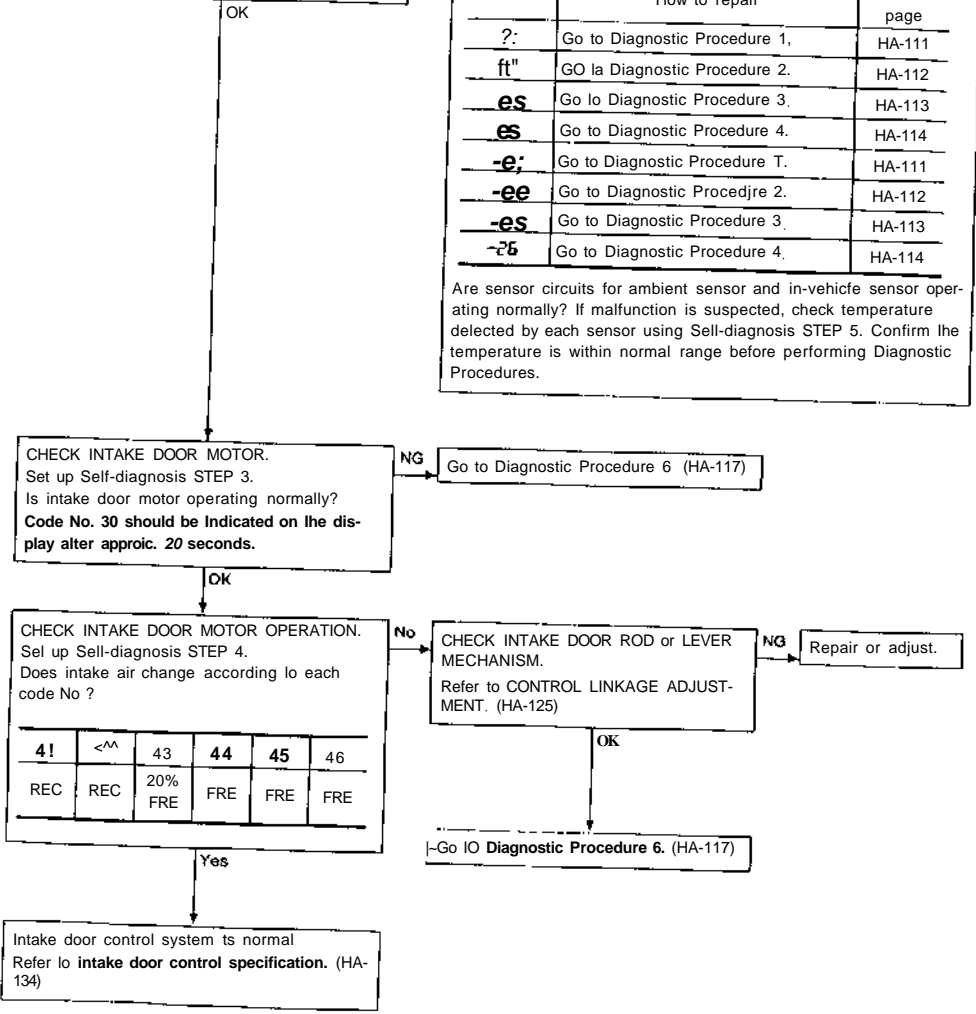 OK
How to repair
page
?: Go to Diagnostic Procedure 1, HA-111
ft" GO la Diagnostic Procedure 2. HA-112
es Go lo Diagnostic Procedure 3. HA-113
es Go to Diagnostic Procedure 4. HA-114
-e; Go to Diagnostic Procedure T. HA-111
-ee Go to Diagnostic Procedjre 2. HA-112
-es Go to Diagnostic Procedure 3. HA-113
-26 Go to Diagnostic Procedure 4. HA-114
Are sensor circuits for ambient sensor and in-vehicfe sensor oper-
ating normally? If malfunction is suspected, check temperature
delected by each sensor using Sell-diagnosis STEP 5. Confirm Ihe
temperature is within normal range before performing Diagnostic
Procedures.
CHECK INTAKE DOOR MOTOR.
Set up Self-diagnosis STEP 3.
Is intake door motor operating normally?
Code No. 30 should be Indicated on Ihe dis-
play alter approic. 20 seconds.
NG
Go to Diagnostic Procedure 6 (HA-117)
OK
CHECK INTAKE DOOR MOTOR OPERATION.
Sel up Sell-diagnosis STEP 4.
Does intake air change according lo each
code No ?
4! <^^ 43 44 45 46
REC REC 20% FRE FRE FRE FRE
No
CHECK INTAKE DOOR ROD or LEVER
MECHANISM.
Refer to CONTROL LINKAGE ADJUST-
MENT. (HA-125)
NG
Repair or adjust.
OK
|~Go IO Diagnostic Procedure 6. (HA-117)
Yes
Intake door control system ts normal
Refer lo intake door control specification. (HA-
134)